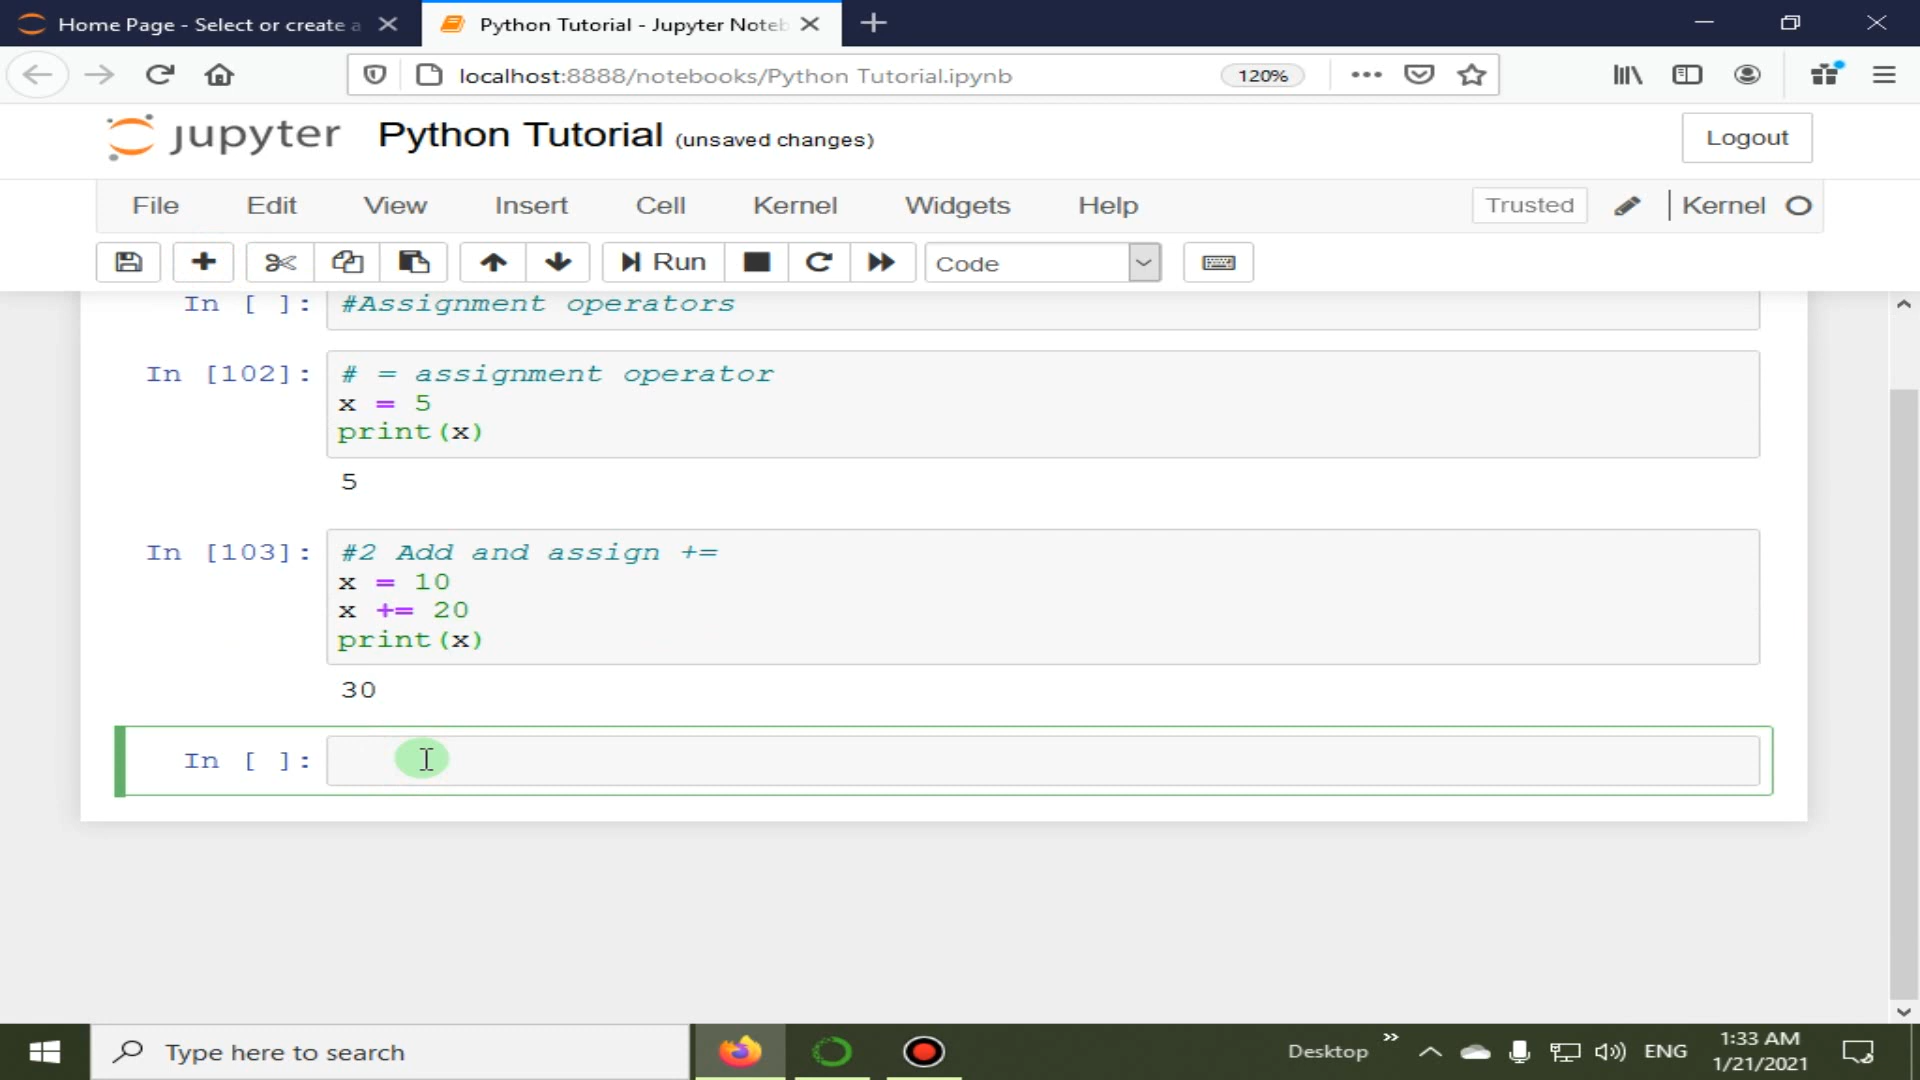 Home Page - Select or create a
Python Tutorial - Jupyter Noteb
localhost:8888/notebooks/Python Tutorial.ipynb
120%
jupyter Python Tutorial (unsaved changes)
Logout
File Edit View Insert Cell Kernel Widgets Help
Trusted
Kernel
Run
Code
In [ ]: #Assignment operators
In [102]: # = assignment operator
x = 5
print(x)
5
In [103]: #2 Add and assign +=
x = 10
x += 20
print(x)
30
In [ ]:
Type here to search
Desktop
ENG
1:33 AM
1/21/2021